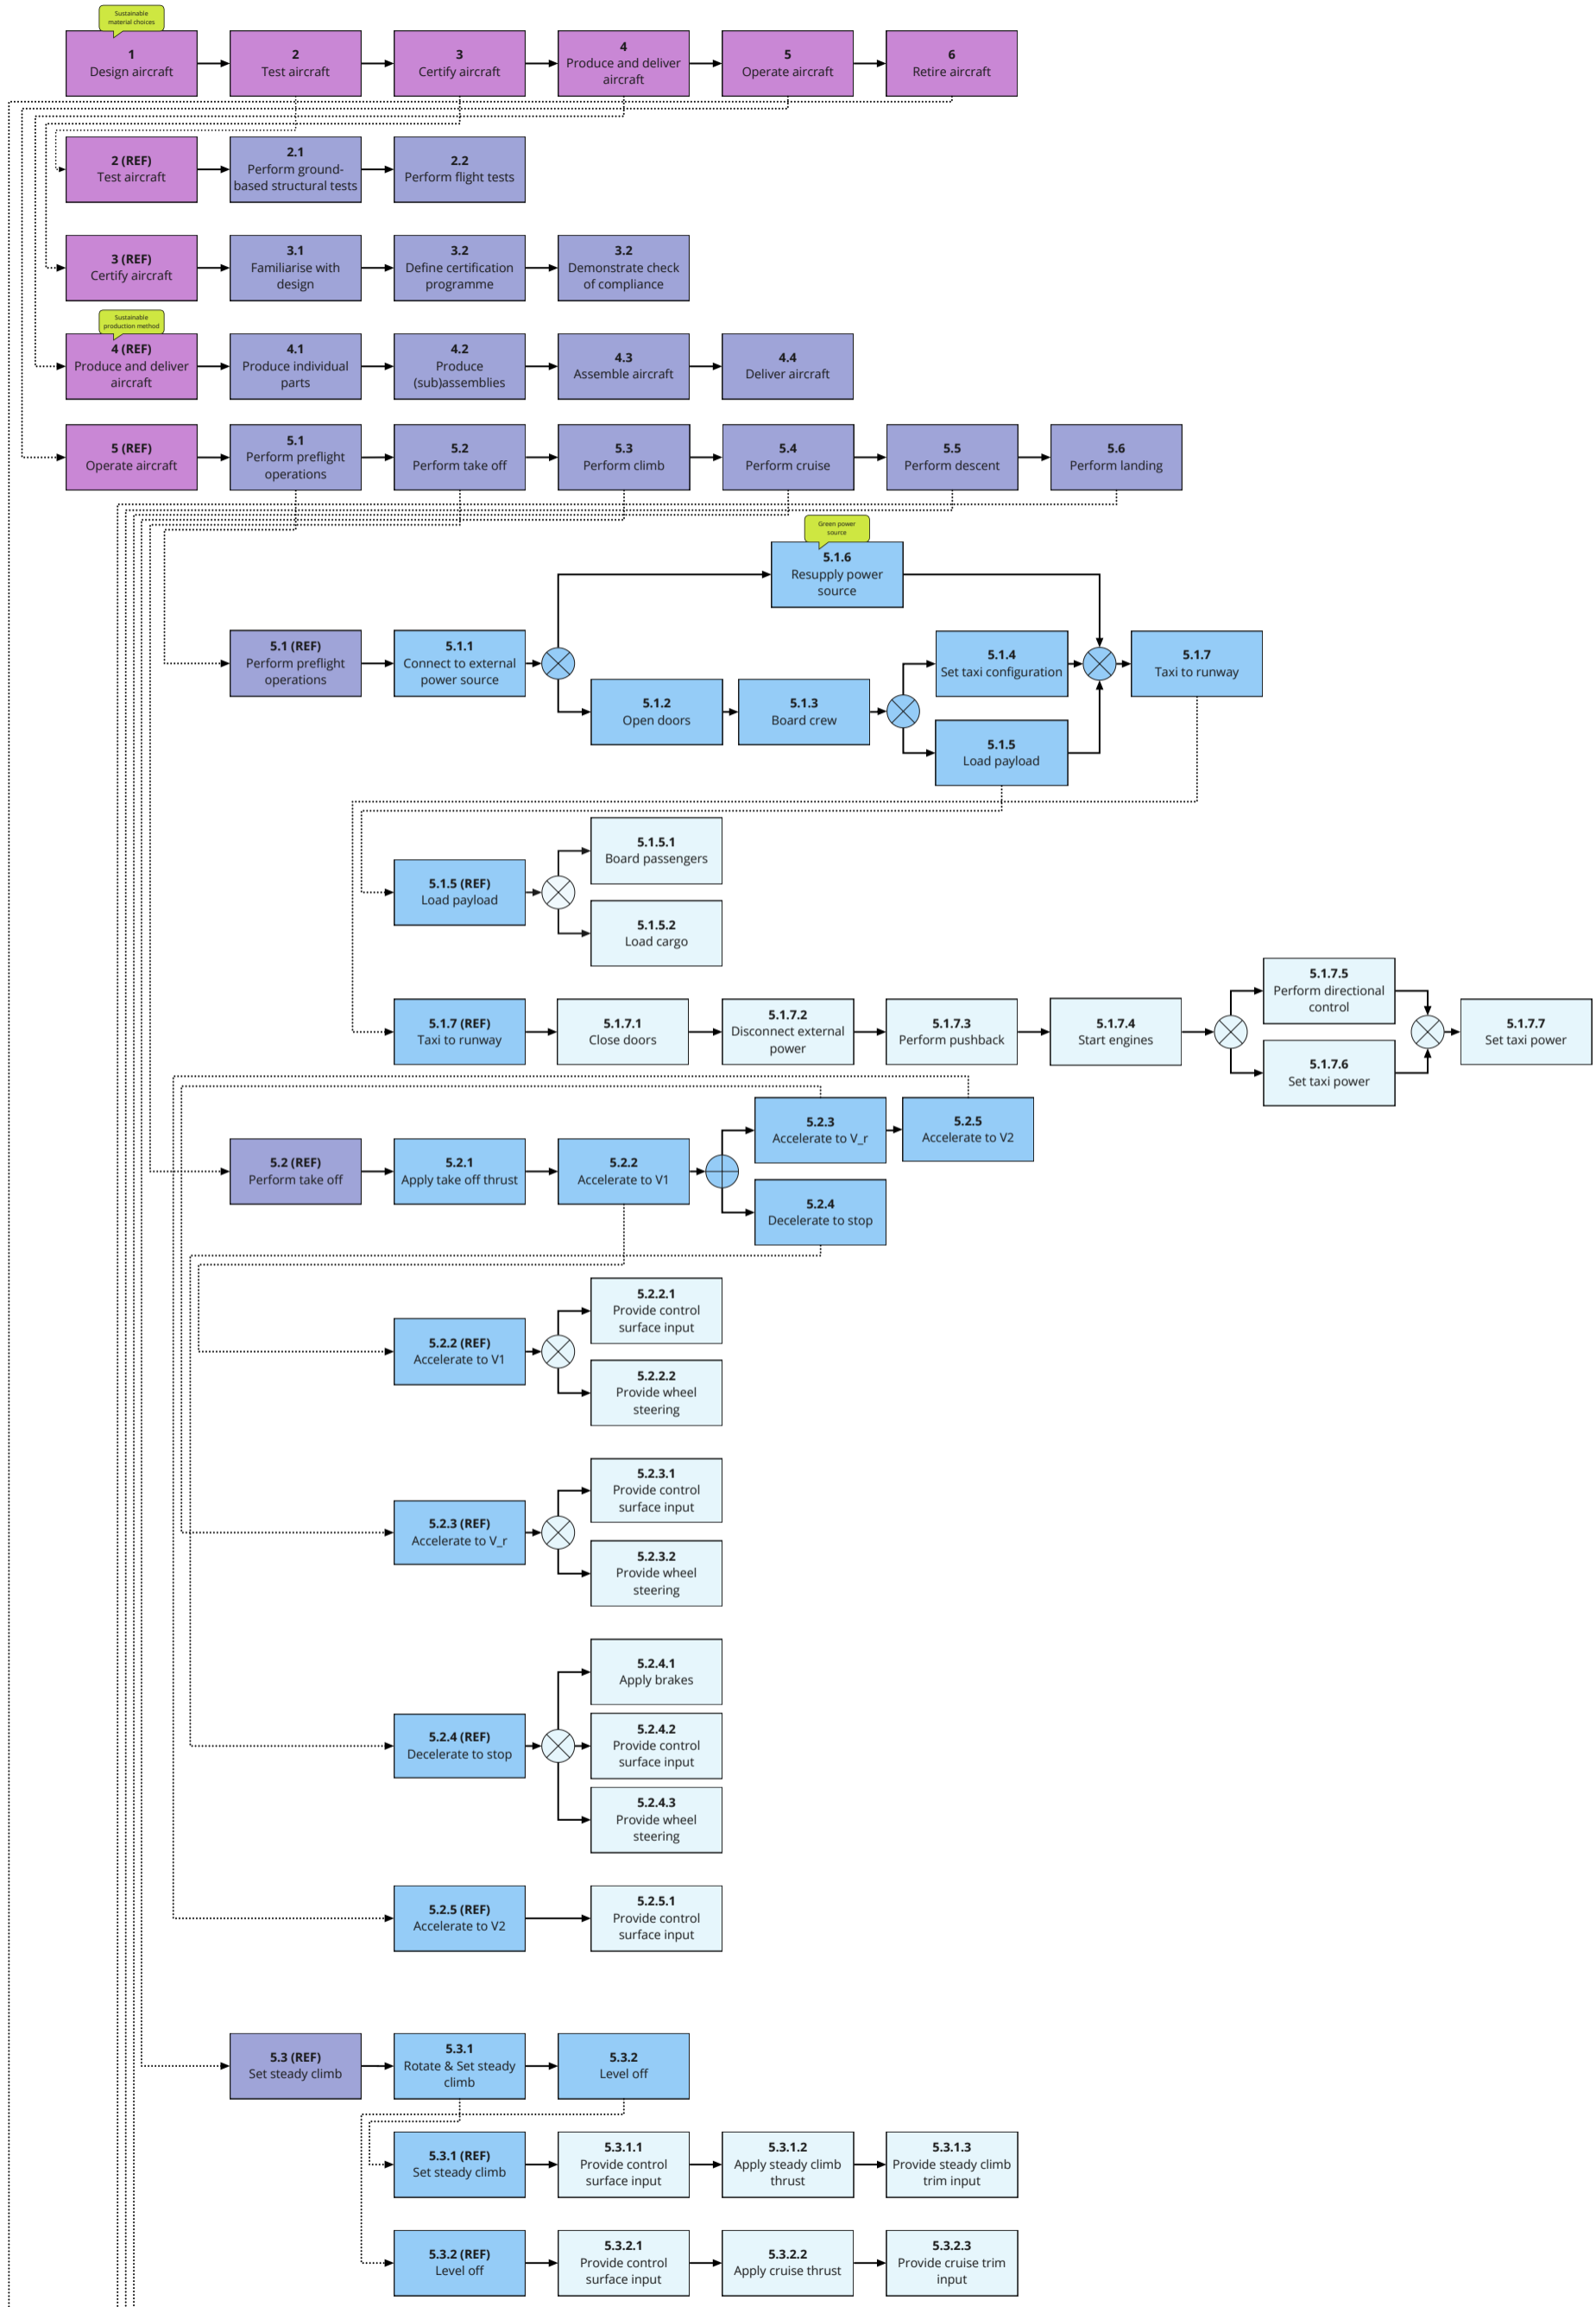 Sustainable
material choices
1
Design aircraft
2
Test aircraft
3
Certify aircraft
4
Produce and deliver
aircraft
5
Operate aircraft
6
Retire aircraft
2 (REF)
Test aircraft
2.1
Perform ground-
based structural tests
2.2
Perform flight tests
3 (REF)
Certify aircraft
3.1
Familiarise with
design
3.2
Define certification
programme
3.2
Demonstrate check
of compliance
Sustainable
production method
4 (REF)
Produce and deliver
aircraft
4.1
Produce individual
parts
4.2
Produce
(sub)assemblies
4.3
Assemble aircraft
4.4
Deliver aircraft
5 (REF)
Operate aircraft
5.1
Perform preflight
operations
5.2
Perform take off
5.3
Perform climb
5.4
Perform cruise
5.5
Perform descent
5.6
Perform landing
Green power
source
5.1.6
Resupply power
source
5.1 (REF)
Perform preflight
operations
5.1.1
Connect to external
power source
5.1.2
Open doors
5.1.3
Board crew
5.1.4
Set taxi configuration
5.1.5
Load payload
5.1.7
Taxi to runway
5.1.5 (REF)
Load payload
5.1.5.1
Board passengers
5.1.5.2
Load cargo
5.1.7 (REF)
Taxi to runway
5.1.7.1
Close doors
5.1.7.2
Disconnect external
power
5.1.7.3
Perform pushback
5.1.7.4
Start engines
5.1.7.5
Perform directional
control
5.1.7.6
Set taxi power
5.1.7.7
Set taxi power
5.2 (REF)
Perform take off
5.2.1
Apply take off thrust
5.2.2
Accelerate to V1
5.2.3
Accelerate to V_r
5.2.5
Accelerate to V2
5.2.4
Decelerate to stop
5.2.2 (REF)
Accelerate to V1
5.2.2.1
Provide control
surface input
5.2.2.2
Provide wheel
steering
5.2.3 (REF)
Accelerate to V_r
5.2.3.1
Provide control
surface input
5.2.3.2
Provide wheel
steering
5.2.4 (REF)
Decelerate to stop
5.2.4.1
Apply brakes
5.2.4.2
Provide control
surface input
5.2.4.3
Provide wheel
steering
5.2.5 (REF)
Accelerate to V2
5.2.5.1
Provide control
surface input
5.3 (REF)
Set steady climb
5.3.1
Rotate & Set steady
climb
5.3.2
Level off
5.3.1 (REF)
Set steady climb
5.3.1.1
Provide control
surface input
5.3.1.2
Apply steady climb
thrust
5.3.1.3
Provide steady climb
trim input
5.3.2 (REF)
Level off
5.3.2.1
Provide control
surface input
5.3.2.2
Apply cruise thrust
5.3.2.3
Provide cruise trim
input